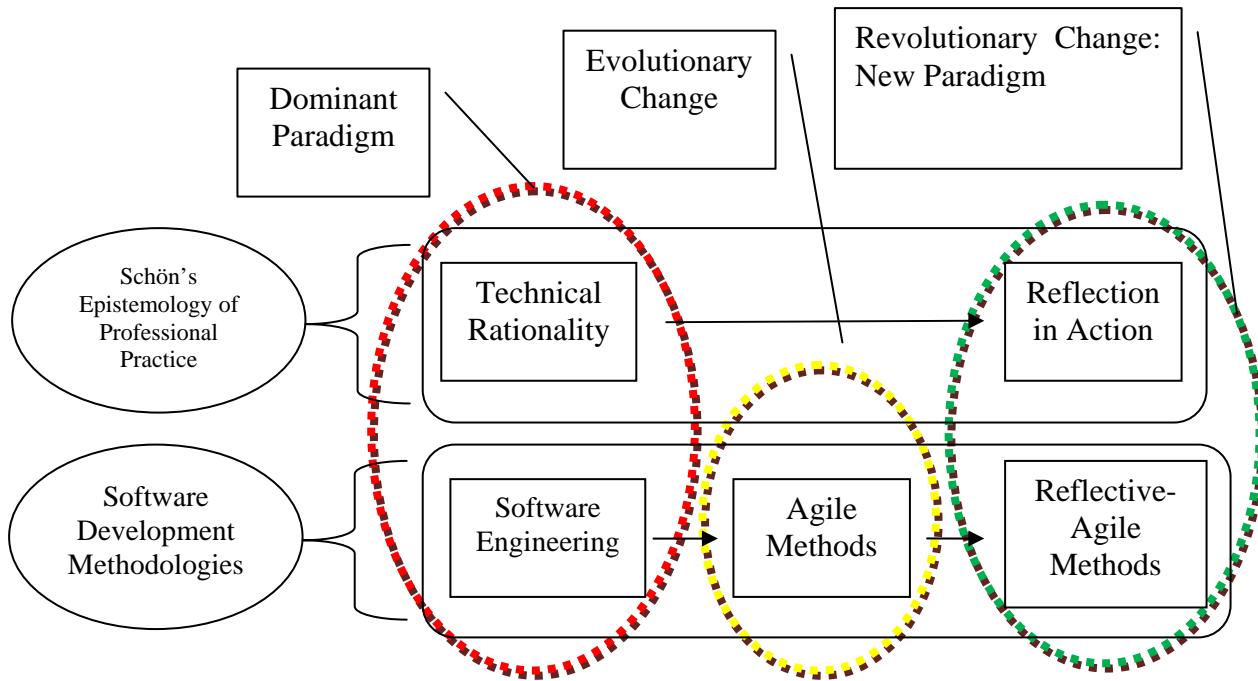 Dominant
Paradigm
Evolutionary
Change
Revolutionary Change:
New Paradigm
Schön’s
Epistemology of
Professional
Practice
Technical
Rationality
Reflection
in Action
Software
Development
Methodologies
Software
Engineering
Agile
Methods
Reflective-
Agile
Methods